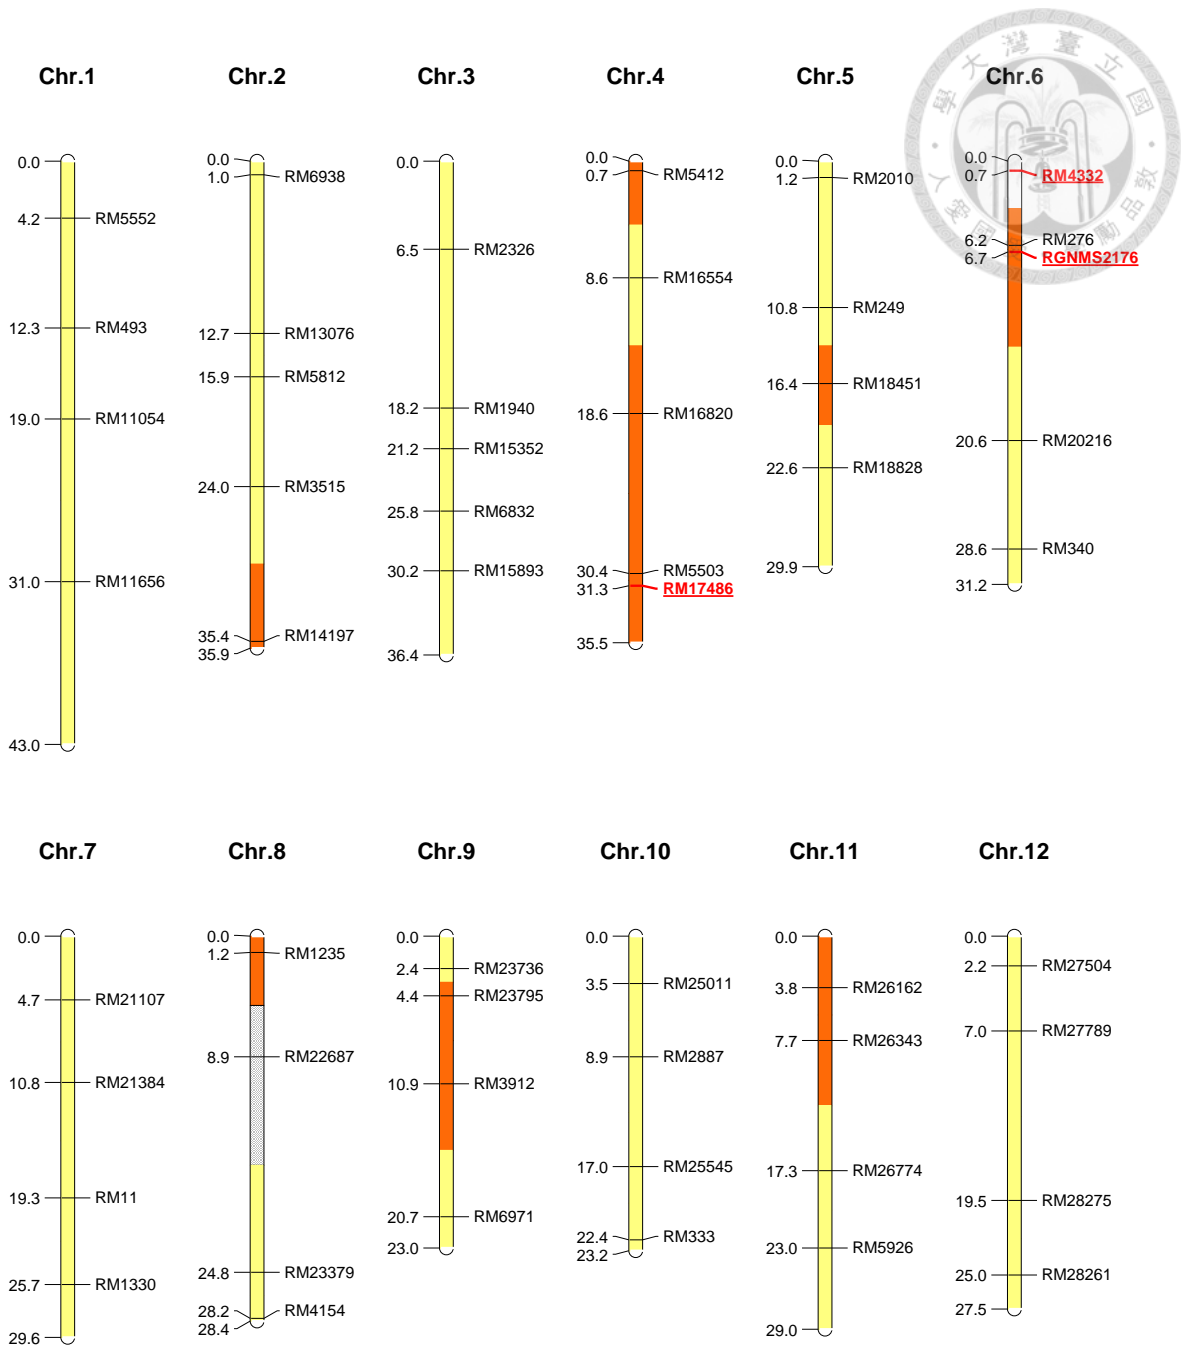 Chr.1 Chr.2 Chr.3 Chr.4 Chr.5 Chr.6
0.0
4.2 RM5552
12.3 RM493
19.0 RM11054
31.0 RM11656
43.0
0.0
1.0 RM6938
12.7 RM13076
15.9 RM5812
24.0 RM3515
35.4 RM14197
35.9
0.0
6.5 RM2326
18.2 RM1940
21.2 RM15352
25.8 RM6832
30.2 RM15893
36.4
0.0
0.7 RM5412
8.6 RM16554
18.6 RM16820
30.4 RM5503
31.3 RM17486
35.5
0.0
1.2 RM2010
10.8 RM249
16.4 RM18451
22.6 RM18828
29.9
0.0
0.7 RM4332
6.2 RM276
6.7 RGNMS2176
20.6 RM20216
28.6 RM340
31.2
Chr.7 Chr.8 Chr.9 Chr.10 Chr.11 Chr.12
0.0
4.7 RM21107
10.8 RM21384
19.3 RM11
25.7 RM1330
29.6
0.0
1.2 RM1235
8.9 RM22687
24.8 RM23379
28.2 RM4154
28.4
0.0
2.4 RM23736
4.4 RM23795
10.9 RM3912
20.7 RM6971
23.0
0.0
3.5 RM25011
8.9 RM2887
17.0 RM25545
22.4 RM333
23.2
0.0
3.8 RM26162
7.7 RM26343
17.3 RM26774
23.0 RM5926
29.0
0.0
2.2 RM27504
7.0 RM27789
19.5 RM28275
25.0 RM28261
27.5
國立臺灣大學